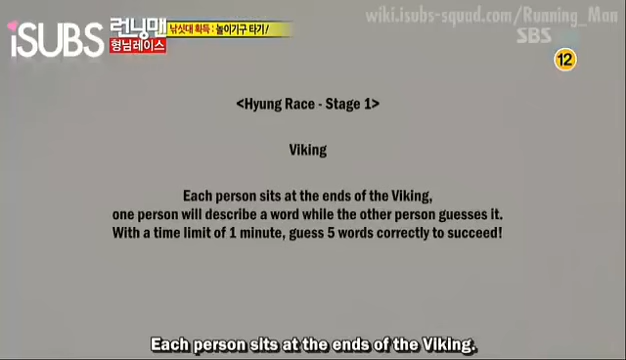 wiki.isubs-squad.com/Running_Man
iSUBS
런닝맨
낚싯대 획득 : 놀이기구 타기/
형님레이스
SBS
12
<Hyung Race - Stage 1>
Viking
Each person sits at the ends of the Viking,
one person will describe a word while the other person guesses it.
With a time limit of 1 minute, guess 5 words correctly to succeed!
Each person sits at the ends of the Viking.